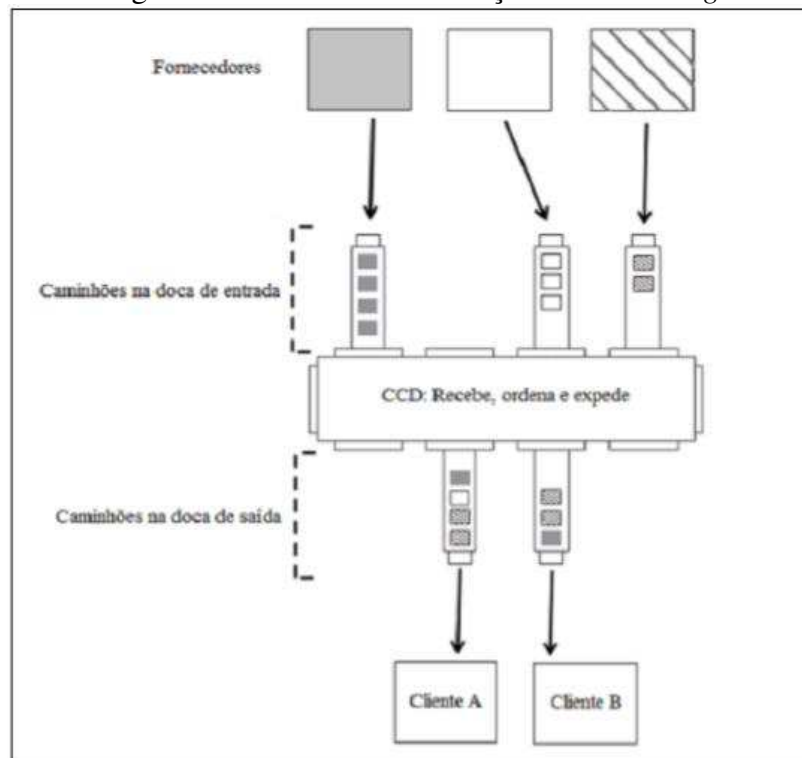 Fornecedores
Caminhões na doca de entrada
CCD: Recebe, ordena e expede
Caminhões na doca de saída
Cliente A
Cliente B